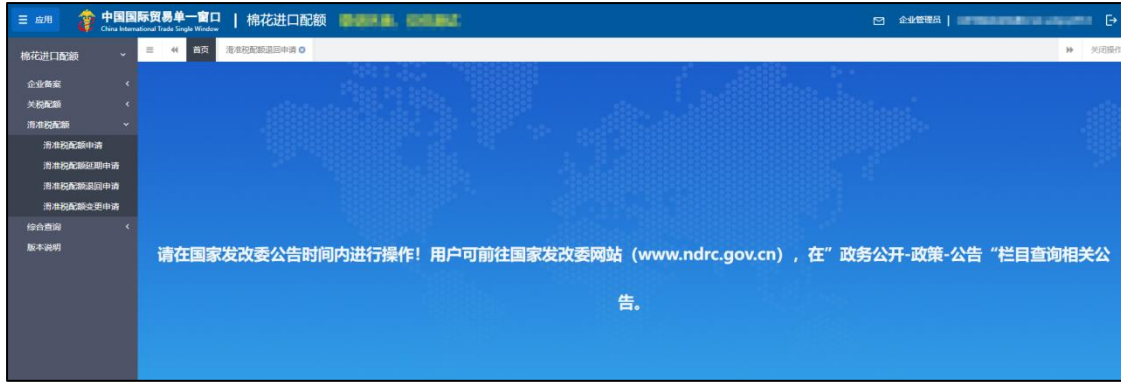 应用
中国国际贸易单一窗口
China International Trade Single Window
棉花进口配额
企业管理员
棉花进口配额
首页
滑准税配额退回申请
关闭操作
企业备案
关税配额
滑准税配额
滑准税配额申请
滑准税配额延期申请
滑准税配额退回申请
滑准税配额变更申请
综合查询
版本说明
请在国家发改委公告时间内进行操作！用户可前往国家发改委网站（www.ndrc.gov.cn），在”政务公开-政策-公告“栏目查询相关公
告。